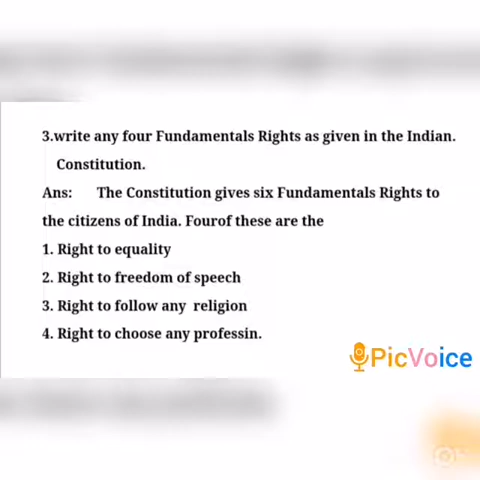 3.write any four Fundamentals Rights as given in the Indian.
Constitution.
Ans: The Constitution gives six Fundamentals Rights to
the citizens of India. Fourof these are the
1. Right to equality
2. Right to freedom of speech
3. Right to follow any religion
4. Right to choose any professin.
PicVoice